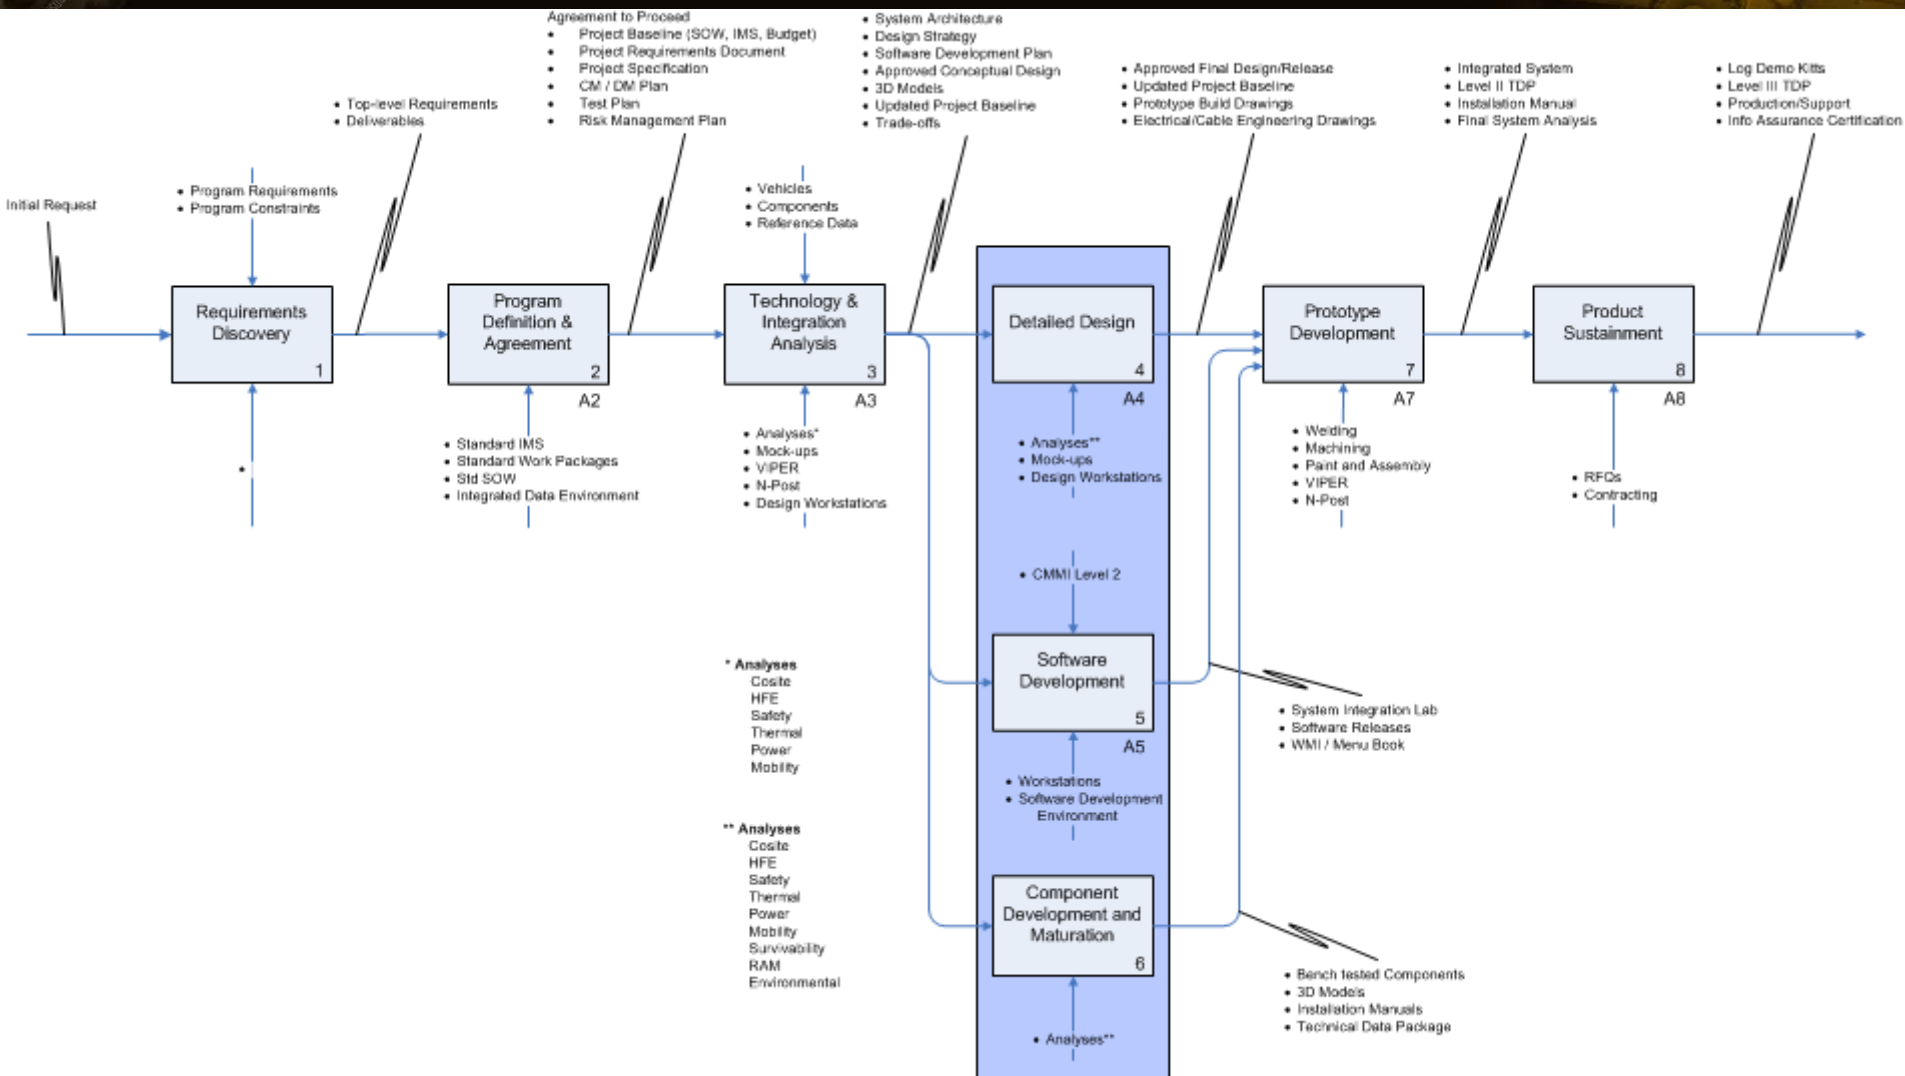 Agreement to Proceed
• Project Baseline (SOW, IMS, Budget)
• Project Requirements Document
• Project Specification
• CM / DM Plan
• Test Plan
• Risk Management Plan
• System Architecture
• Design Strategy
• Software Development Plan
• Approved Conceptual Design
• 3D Models
• Updated Project Baseline
• Trade-offs
• Approved Final Design/Release
• Updated Project Baseline
• Prototype Build Drawings
• Electrical/Cable Engineering Drawings
• Integrated System
• Level II TDP
• Installation Manual
• Final System Analysis
• Log Demo Kitts
• Level III TDP
• Production/Support
• Info Assurance Certification
• Top-level Requirements
• Deliverables
Initial Request
• Program Requirements
• Program Constraints
• Vehicles
• Components
• Reference Data
Requirements
Discovery
1
Program
Definition &
Agreement
2
A2
Technology &
Integration
Analysis
3
A3
Detailed Design
4
A4
Prototype
Development
7
A7
Product
Sustainment
8
A8
•
• Standard IMS
• Standard Work Packages
• Std SOW
• Integrated Data Environment
• Analyses*
• Mock-ups
• VIPER
• N-Post
• Design Workstations
• Analyses**
• Mock-ups
• Design Workstations
• Welding
• Machining
• Paint and Assembly
• VIPER
• N-Post
• RFQs
• Contracting
• CMMI Level 2
Software
Development
5
A5
• Workstations
• Software Development
Environment
* Analyses
Cosite
HFE
Safety
Thermal
Power
Mobility
• System Integration Lab
• Software Releases
• WMI / Menu Book
** Analyses
Cosite
HFE
Safety
Thermal
Power
Mobility
Survivability
RAM
Environmental
Component
Development and
Maturation
6
• Analyses**
• Bench tested Components
• 3D Models
• Installation Manuals
• Technical Data Package